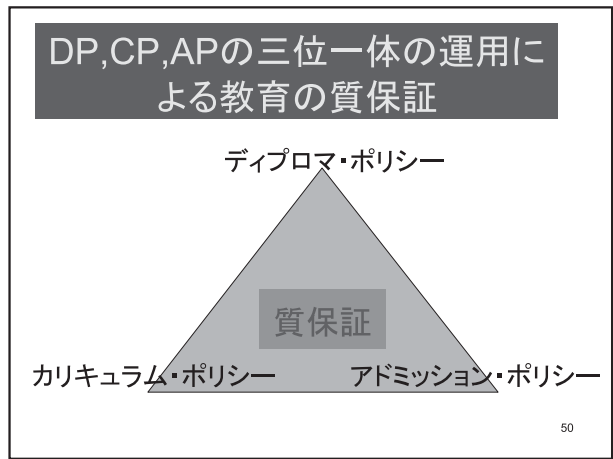 DP,CP,APの三位一体の運用に
よる教育の質保証
ディプロマ・ポリシー
質保証
カリキュラム・ポリシー アドミッション・ポリシー
50